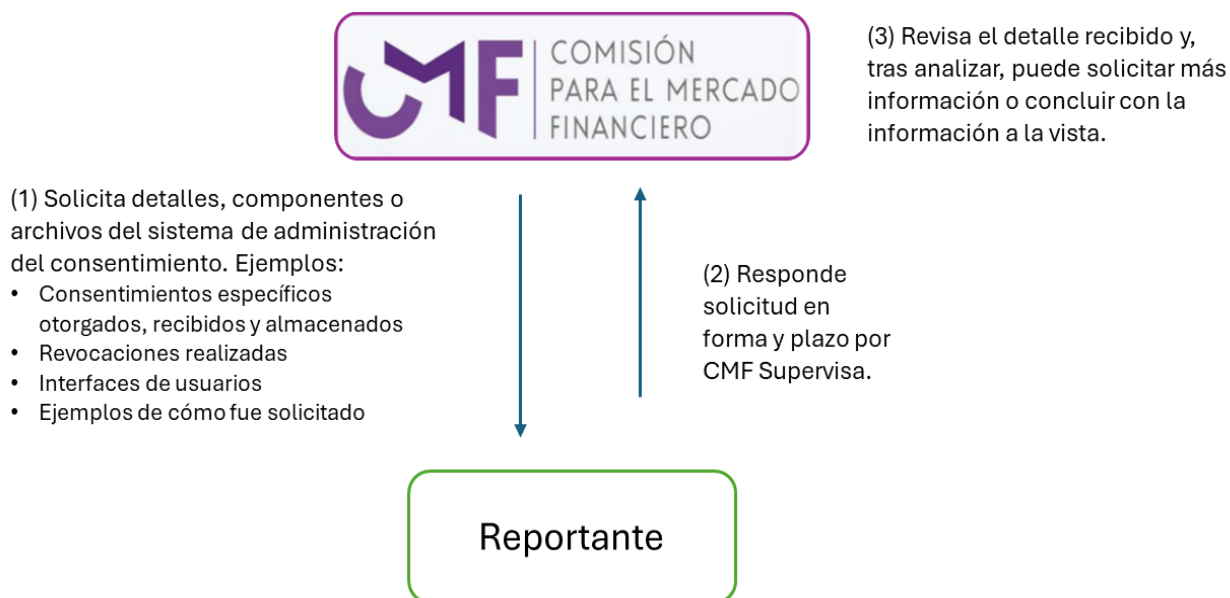 CMF
COMISIÓN
PARA EL MERCADO
FINANCIERO
(3) Revisa el detalle recibido y,
tras analizar, puede solicitar más
información o concluir con la
información a la vista.
(1) Solicita detalles, componentes o
archivos del sistema de administración
del consentimiento. Ejemplos:
• Consentimientos específicos
otorgados, recibidos y almacenados
• Revocaciones realizadas
• Interfaces de usuarios
• Ejemplos de cómo fue solicitado
(2) Responde
solicitud en
forma y plazo por
CMF Supervisa.
Reportante